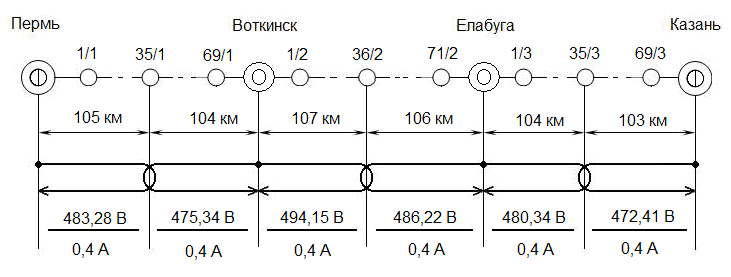 Пермь Воткинск Елабуга Казань
1/1 35/1 69/1 1/2 36/2 71/2 1/3 35/3 69/3
105 км 104 км 107 км 106 км 104 км 103 км
483,28 В 475,34 В 494,15 В 486,22 В 480,34 В 472,41 В
0,4 А 0,4 А 0,4 А 0,4 А 0,4 А 0,4 А